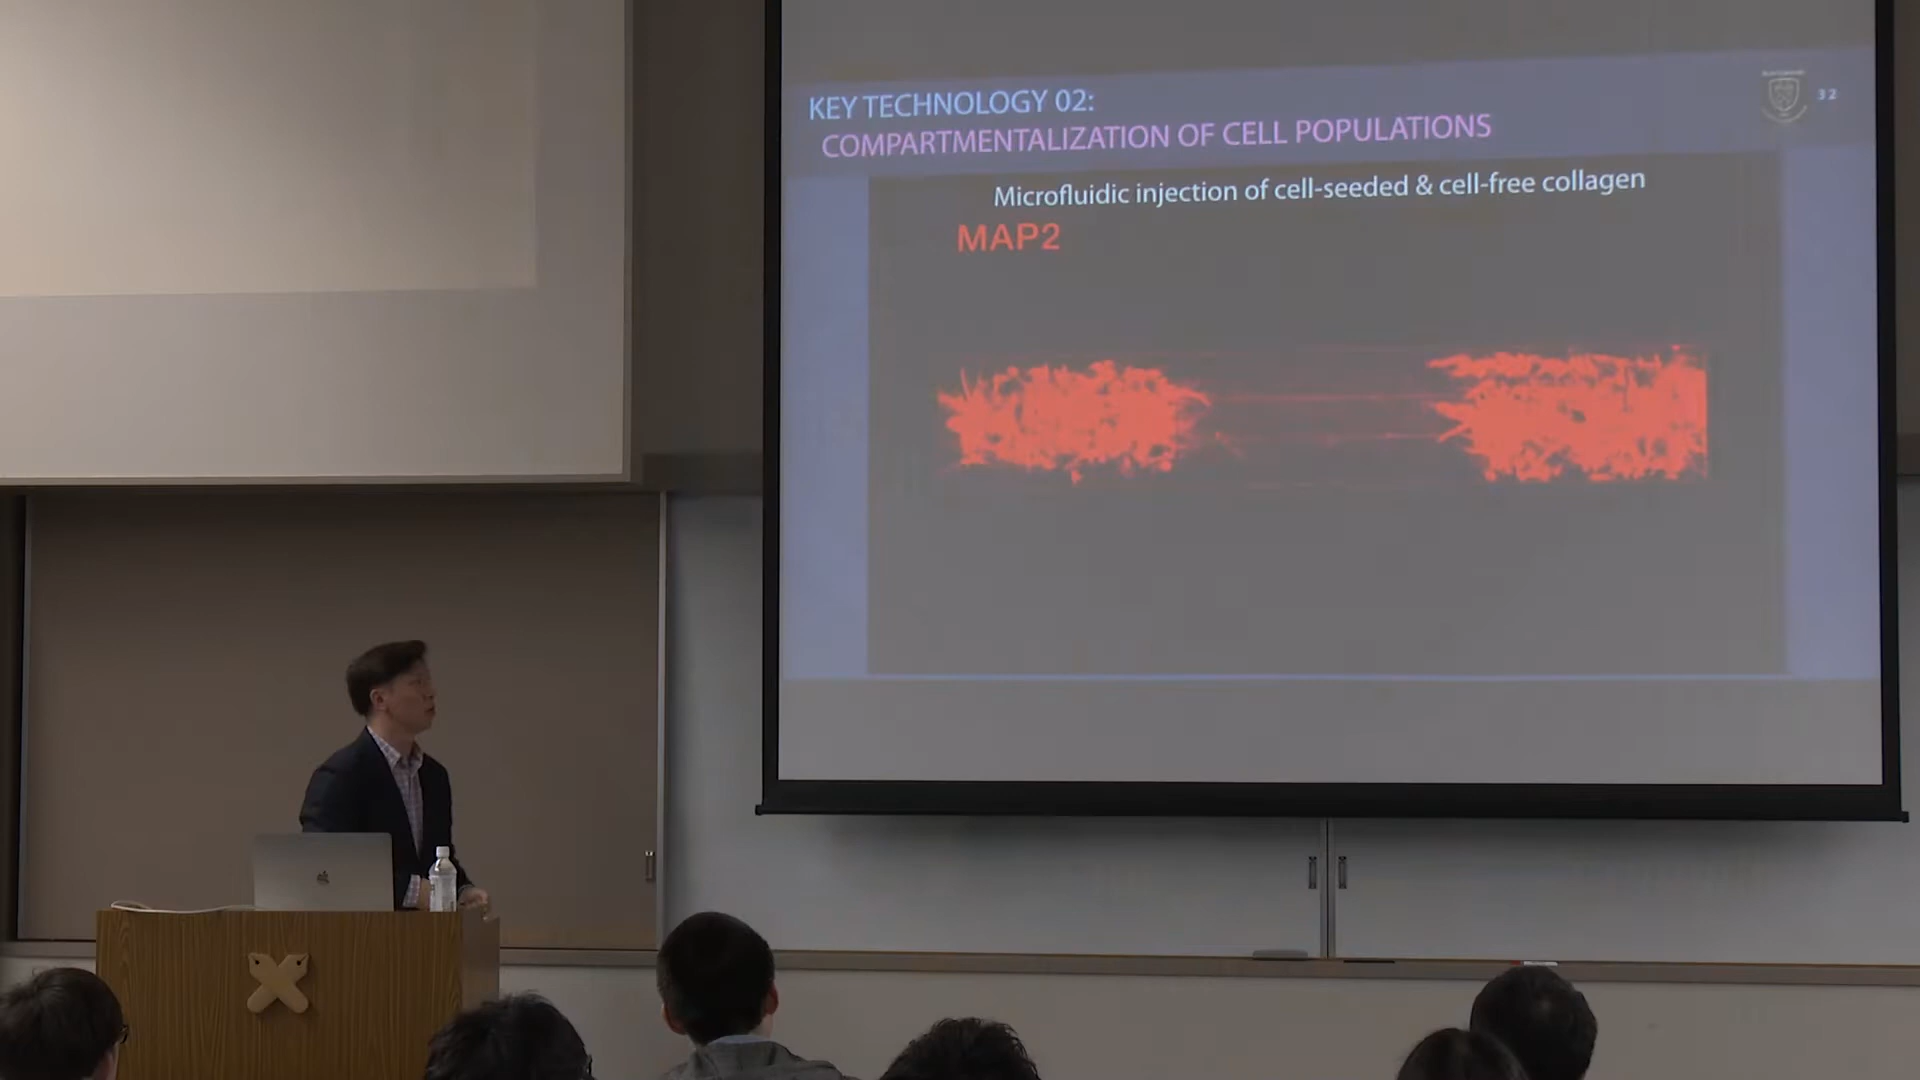 KEY TECHNOLOGY 02:
COMPARTMENTALIZATION OF CELL POPULATIONS
32
Microfluidic injection of cell-seeded & cell-free collagen
MAP2